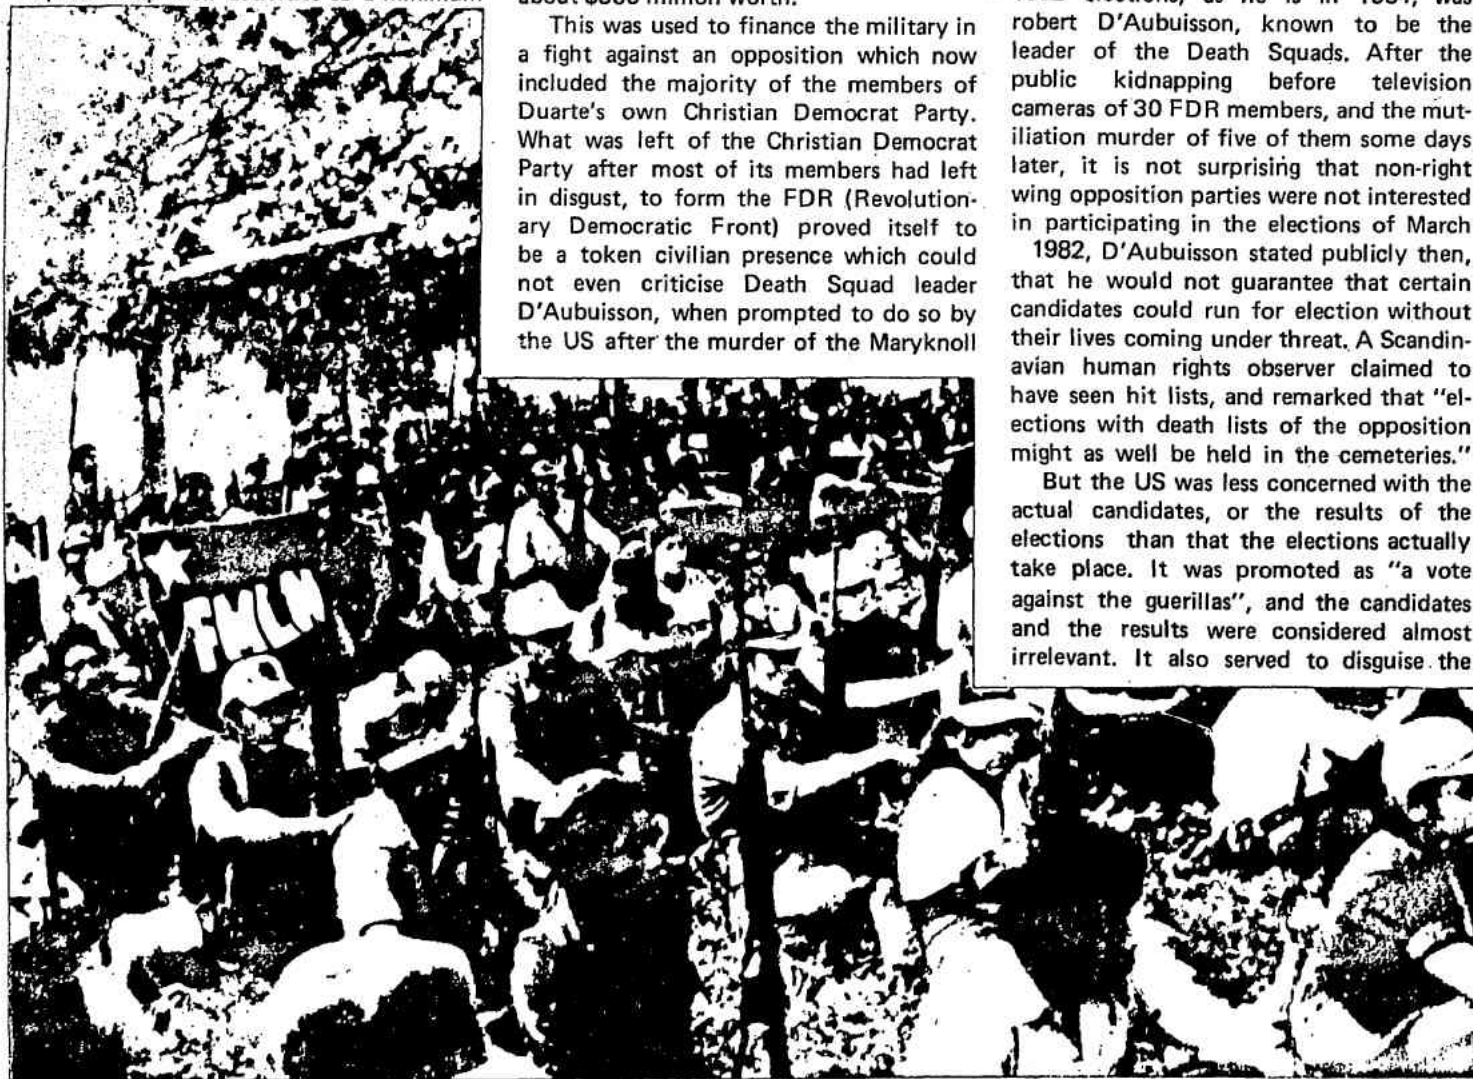 This was used to finance the military in
a fight against an opposition which now
included the majority of the members of
Duarte's own Christian Democrat Party.
What was left of the Christian Democrat
Party after most of its members had left
in disgust, to form the FDR (Revolution-
ary Democratic Front) proved itself to
be a token civilian presence which could
not even criticise Death Squad leader
D'Aubuisson, when prompted to do so by
the US after the murder of the Maryknoll
robert D'Aubuisson, known to be the
leader of the Death Squads. After the
public kidnapping before television
cameras of 30 FDR members, and the mut-
iliation murder of five of them some days
later, it is not surprising that non-right
wing opposition parties were not interested
in participating in the elections of March
1982, D'Aubuisson stated publicly then,
that he would not guarantee that certain
candidates could run for election without
their lives coming under threat. A Scandin-
avian human rights observer claimed to
have seen hit lists, and remarked that "el-
ections with death lists of the opposition
might as well be held in the cemeteries."
But the US was less concerned with the
actual candidates, or the results of the
elections than that the elections actually
take place. It was promoted as "a vote
against the guerillas", and the candidates
and the results were considered almost
irrelevant. It also served to disguise the
FMLN